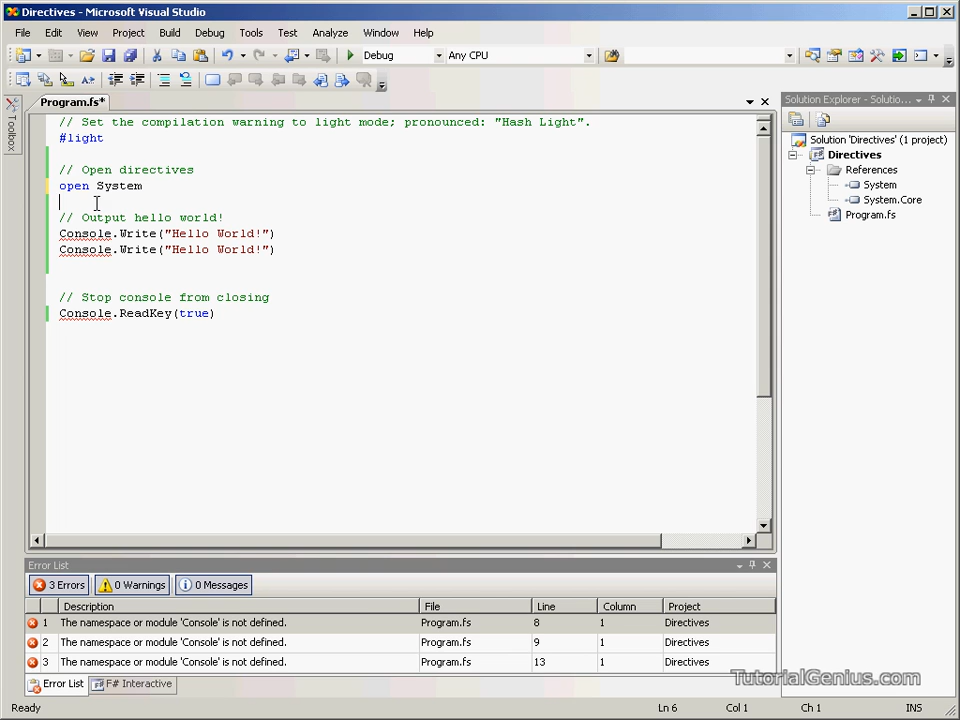 Directives - Microsoft Visual Studio
File Edit View Project Build Debug Tools Test Analyze Window Help
Debug Any CPU
Program.fs*
Solution Explorer - Solutio...
Toolbox
// Set the compilation warning to light mode; pronounced: "Hash Light".
#light
// Open directives
open System
// Output hello world!
Console.Write("Hello World!")
Console.Write("Hello World!")
// Stop console from closing
Console.ReadKey(true)
Solution 'Directives' (1 project)
Directives
References
System
System.Core
Program.fs
Error List
3 Errors 0 Warnings 0 Messages
Description File Line Column Project
1 The namespace or module 'Console' is not defined. Program.fs 8 1 Directives
2 The namespace or module 'Console' is not defined. Program.fs 9 1 Directives
3 The namespace or module 'Console' is not defined. Program.fs 13 1 Directives
TutorialGenius.com
Error List F# Interactive
Ready Ln 6 Col 1 Ch 1 INS